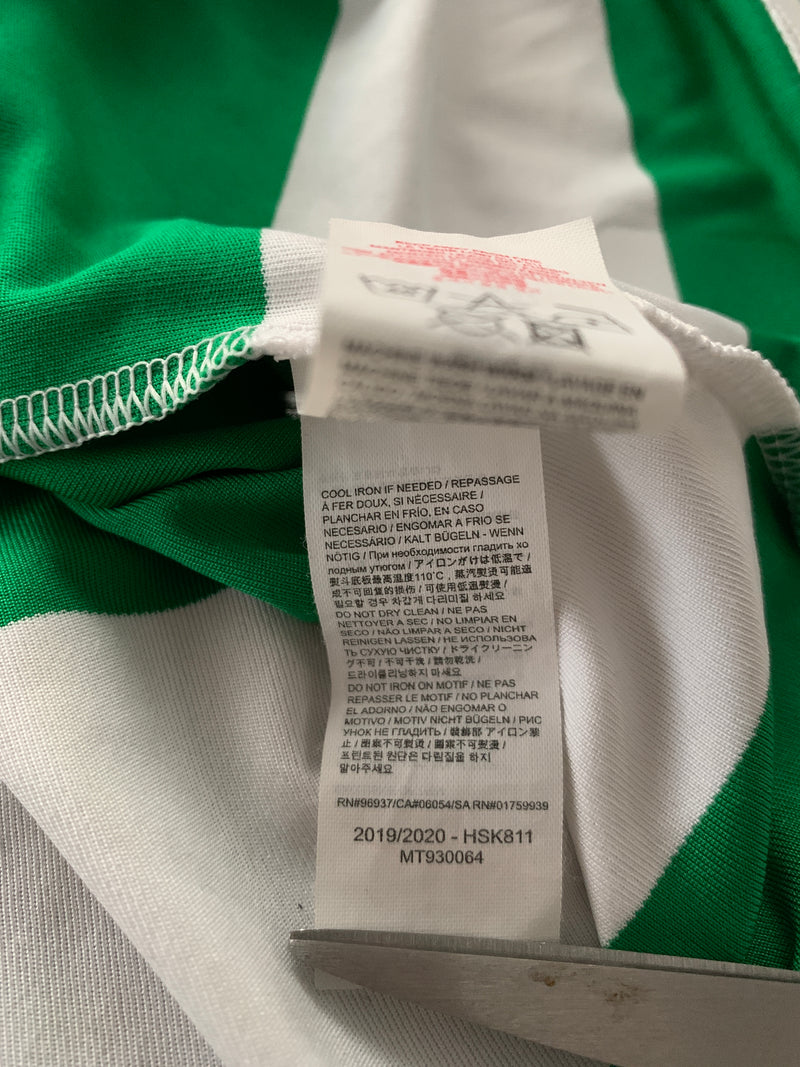 COOL IRON IF NEEDED / REPASSAGE
À FER DOUX, SI NÉCESSAIRE /
PLANCHAR EN FRÍO, EN CASO
NECESARIO / ENGOMAR A FRIO SE
NECESSÁRIO / KALT BÜGELN - WENN
NÖTIG / При необходимости гладить хо
лодным утюгом / アイロンがけは低温で /
熨斗底板最高温度110˚C，蒸汽熨烫可能造
成不可回復的损伤 / 可使用低温熨燙 /
필요할 경우 차갑게 다리미질 하세요
DO NOT DRY CLEAN / NE PAS
NETTOYER A SEC / NO LIMPIAR EN
SECO / NÃO LIMPAR A SECO / NICHT
REINIGEN LASSEN / НЕ ИСПОЛЬЗОВА
ТЬ СУХУЮ ЧИСТКУ / ドライクリーニン
グ不可 / 不可干洗 / 請勿乾洗 /
드라이클리닝하지 마세요
DO NOT IRON ON MOTIF / NE PAS
REPASSER LE MOTIF / NO PLANCHAR
EL ADORNO / NÃO ENGOMAR O
MOTIVO / MOTIV NICHT BÜGELN / РИС
УНОК НЕ ГЛАДИТЬ / 装飾部 アイロン禁
止 / 图案不可熨烫 / 圖案不可熨燙 /
프린트된 원단은 다림질을 하지
말아주세요
RN#96937/CA#06054/SA RN#01759939
2019/2020 - HSK811
MT930064